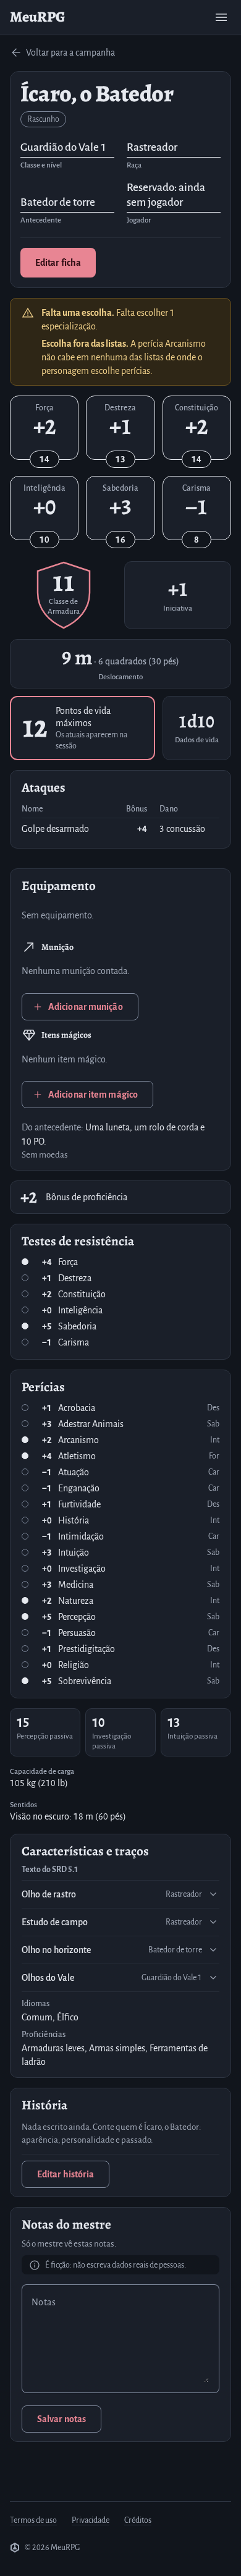 MeuRPG
Voltar para a campanha
Ícaro, o Batedor
Rascunho
Guardião do Vale 1
Classe e nível
Rastreador
Raça
Batedor de torre
Antecedente
Reservado: ainda
sem jogador
Jogador
Editar ficha
Falta uma escolha. Falta escolher 1
especialização.
Escolha fora das listas. A perícia Arcanismo
não cabe em nenhuma das listas de onde o
personagem escolhe perícias.
Força
+2
14
Destreza
+1
13
Constituição
+2
14
Inteligência
+0
10
Sabedoria
+3
16
Carisma
−1
8
11
Classe de
Armadura
+1
Iniciativa
9 m · 6 quadrados (30 pés)
Deslocamento
12
Pontos de vida
máximos
Os atuais aparecem na
sessão
1d10
Dados de vida
Ataques
Nome Bônus Dano
Golpe desarmado +4 3 concussão
Equipamento
Sem equipamento.
Munição
Nenhuma munição contada.
Adicionar munição
Itens mágicos
Nenhum item mágico.
Adicionar item mágico
Do antecedente: Uma luneta, um rolo de corda e
10 PO.
Sem moedas
+2 Bônus de proficiência
Testes de resistência
+4 Força
+1 Destreza
+2 Constituição
+0 Inteligência
+5 Sabedoria
−1 Carisma
Perícias
+1 Acrobacia Des
+3 Adestrar Animais Sab
+2 Arcanismo Int
+4 Atletismo For
−1 Atuação Car
−1 Enganação Car
+1 Furtividade Des
+0 História Int
−1 Intimidação Car
+3 Intuição Sab
+0 Investigação Int
+3 Medicina Sab
+2 Natureza Int
+5 Percepção Sab
−1 Persuasão Car
+1 Prestidigitação Des
+0 Religião Int
+5 Sobrevivência Sab
15
Percepção passiva
10
Investigação
passiva
13
Intuição passiva
Capacidade de carga
105 kg (210 lb)
Sentidos
Visão no escuro: 18 m (60 pés)
Características e traços
Texto do SRD 5.1
Olho de rastro Rastreador
Estudo de campo Rastreador
Olho no horizonte Batedor de torre
Olhos do Vale Guardião do Vale 1
Idiomas
Comum, Élfico
Proficiências
Armaduras leves, Armas simples, Ferramentas de
ladrão
História
Nada escrito ainda. Conte quem é Ícaro, o Batedor:
aparência, personalidade e passado.
Editar história
Notas do mestre
Só o mestre vê estas notas.
É ficção: não escreva dados reais de pessoas.
Notas
Salvar notas
Termos de uso Privacidade Créditos
© 2026 MeuRPG